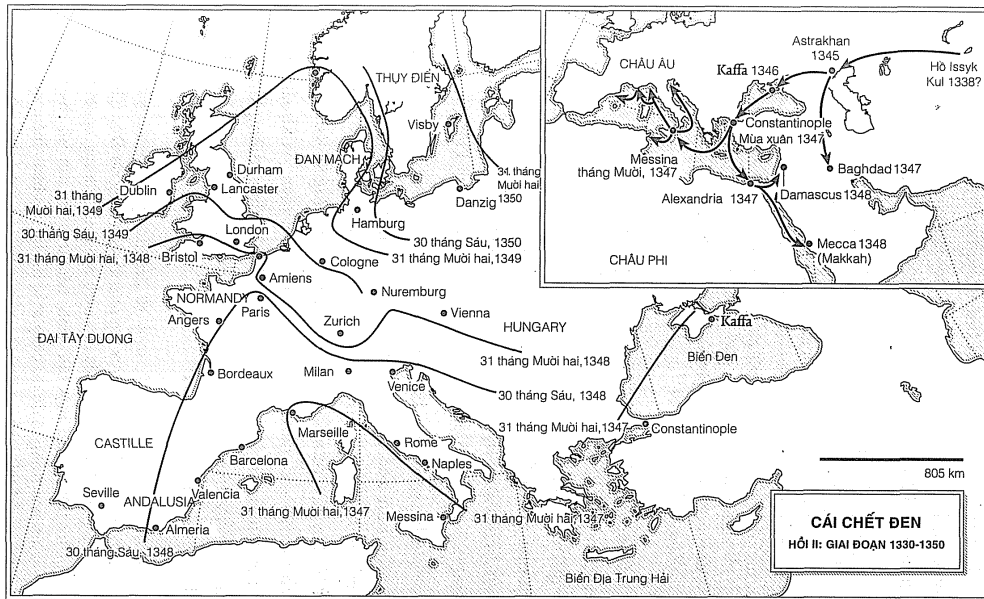 THỤY ĐIỂN
Visby
ĐAN MẠCH
Durham
Lancaster
Dublin
31 tháng
Mười hai, 1349
30 thảng Sáu, 1349
31 tháng Mười hai, 1348
Bristol
London
Hamburg
Danzig
31 tháng
Mười hai
1350
30 tháng Sáu, 1350
31 tháng Mười hai, 1349
Cologne
Amiens
Nuremburg
NORMANDY
Paris
Angers
Zurich
Vienna
HUNGARY
ĐẠI TÂY DƯƠNG
31 tháng Mười hai, 1348
Bordeaux
Milan
Venice
30 tháng Sáu, 1348
CASTILLE
Marseille
Rome
Barcelona
Naples
Seville
ANDALUSIA
Valencia
31 tháng Mười hai, 1347
Messina
31 tháng Mười hai, 1347
Almeria
30 tháng Sáu, 1348
Kaffa
Biển Đen
31 tháng Mười hai, 1347
Constantinople
Biển Địa Trung Hải
805 km
CÁI CHẾT ĐEN
HỒI II: GIAI ĐOẠN 1330-1350
CHÂU ÂU
Kaffa 1346
Astrakhan
1345
Hồ Issyk
Kul 1338?
Constantinople
Mùa xuân 1347
Messina
tháng Mười, 1347
Baghdad 1347
Alexandria 1347
Damascus 1348
Mecca 1348
(Makkah)
CHÂU PHI